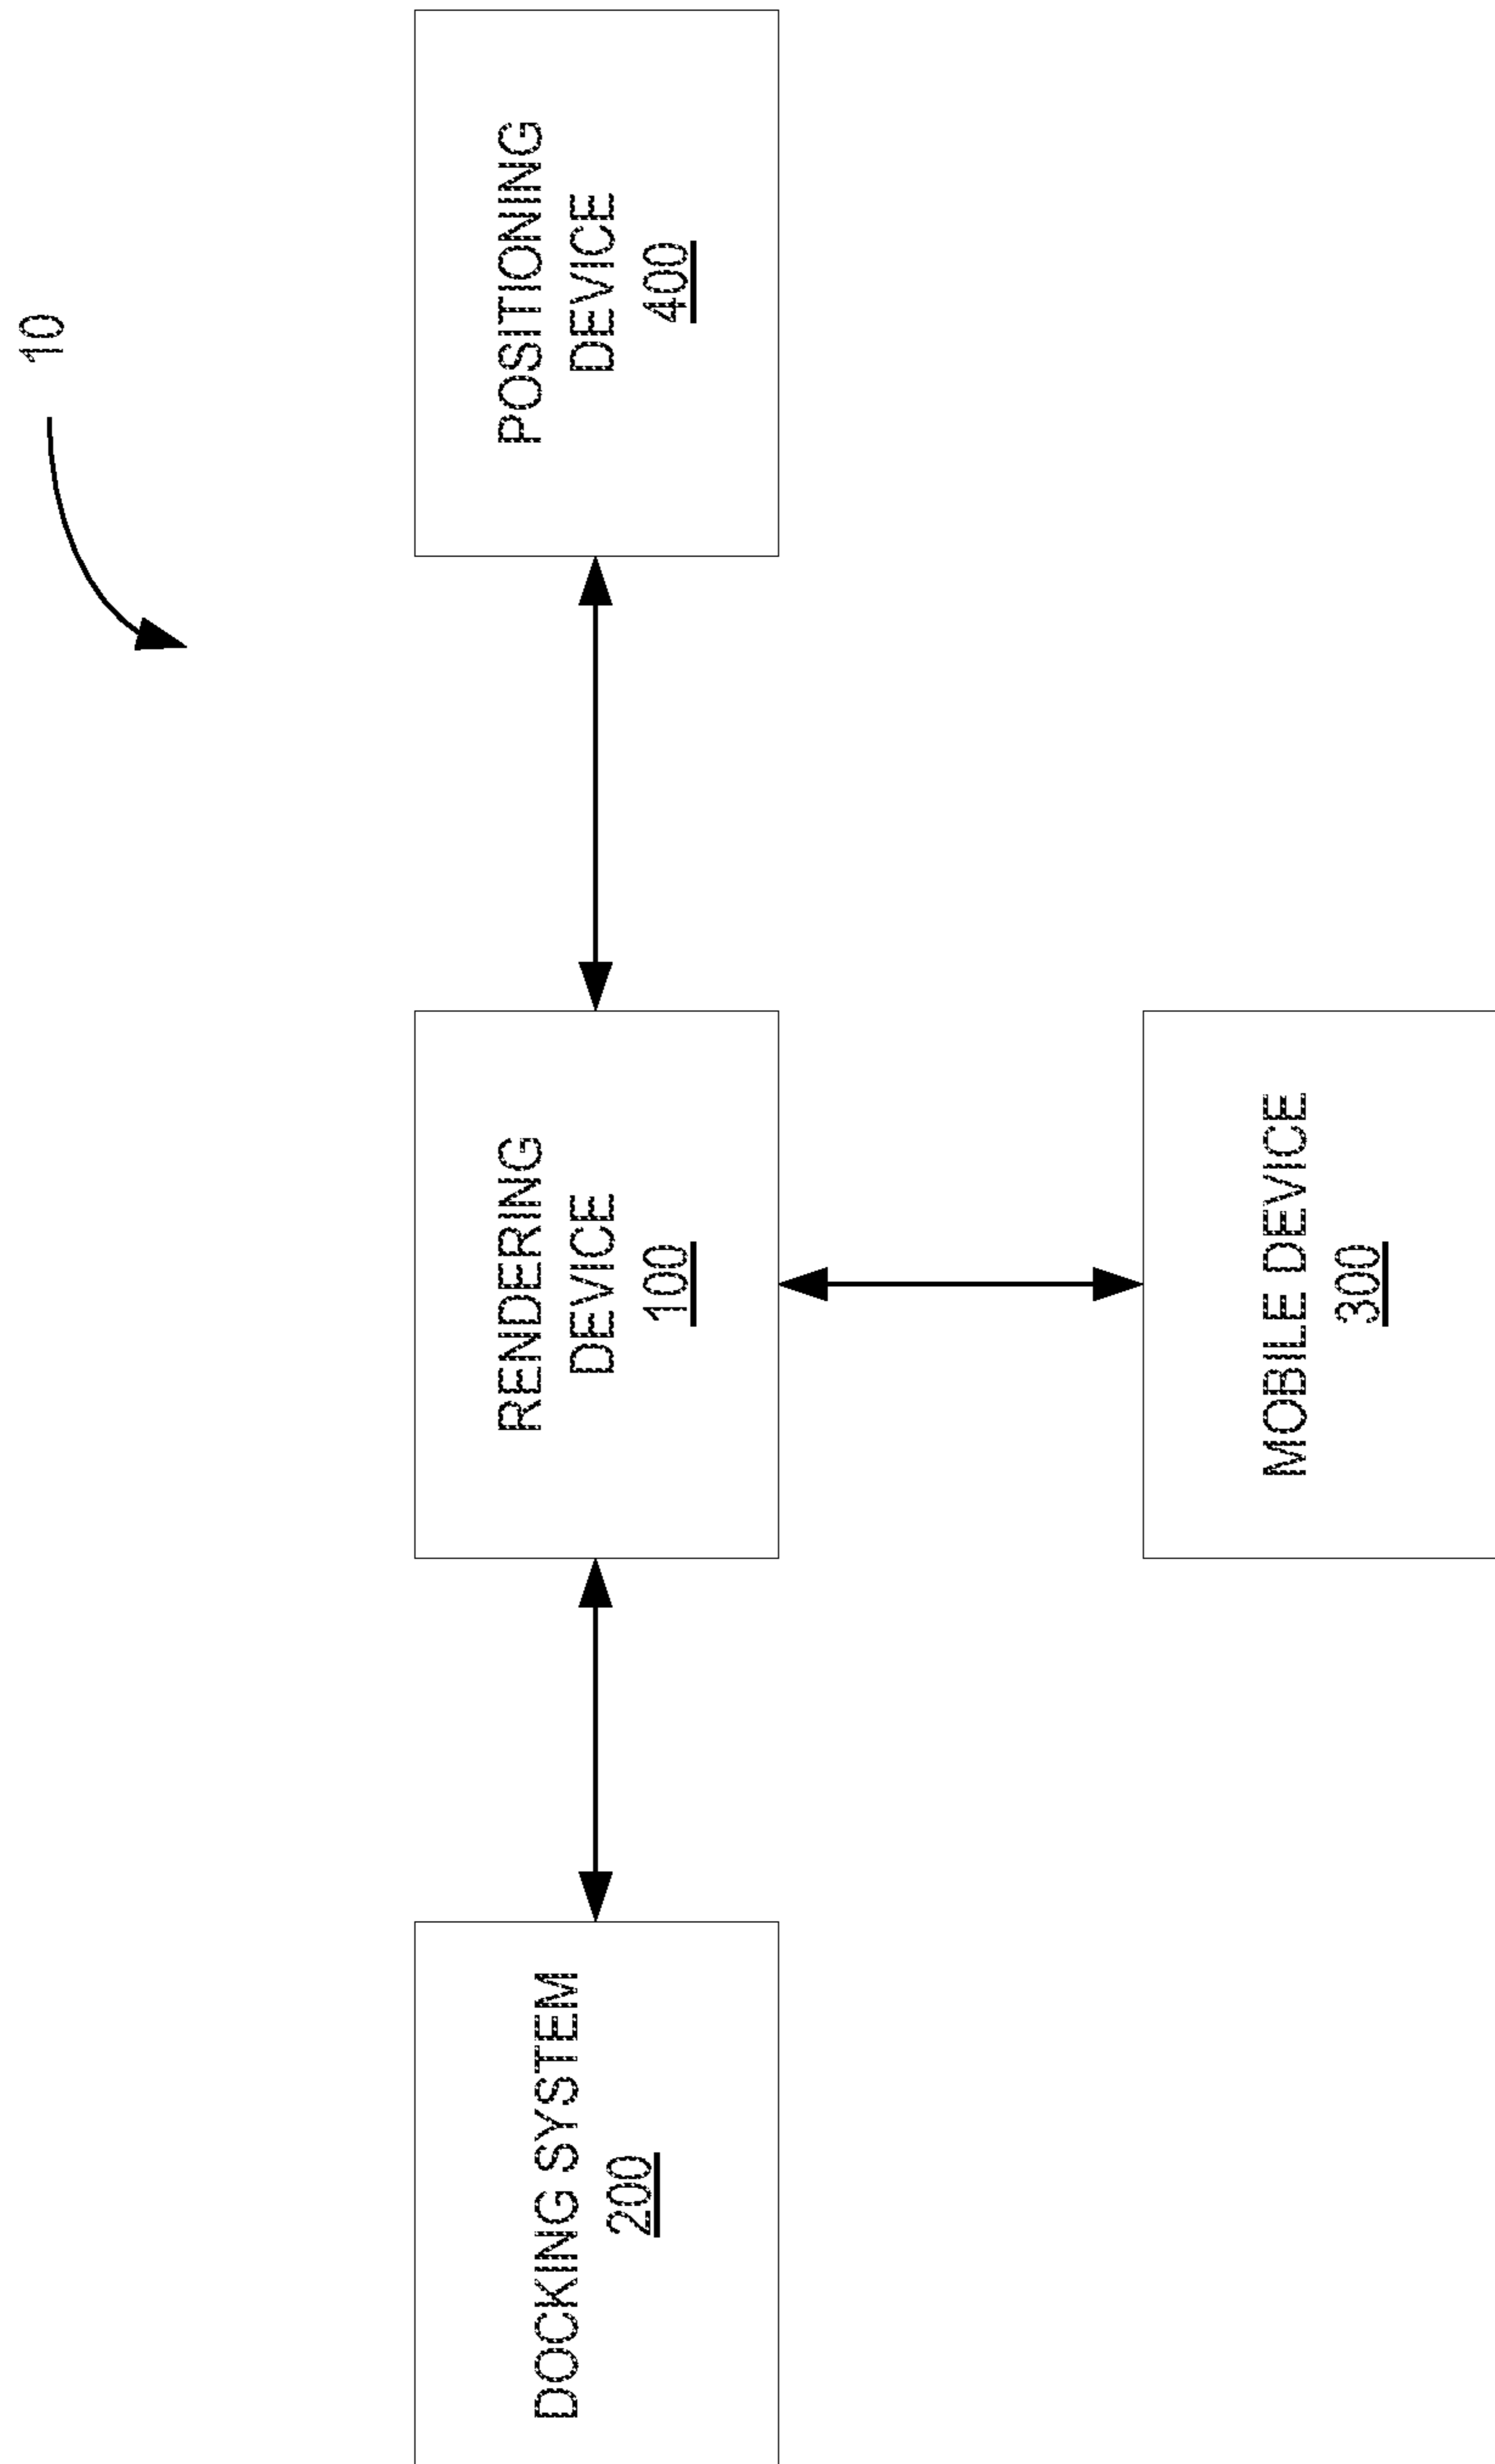 10
DOCKING SYSTEM
200
RENDERING
DEVICE
100
POSITIONING
DEVICE
400
MOBILE DEVICE
300